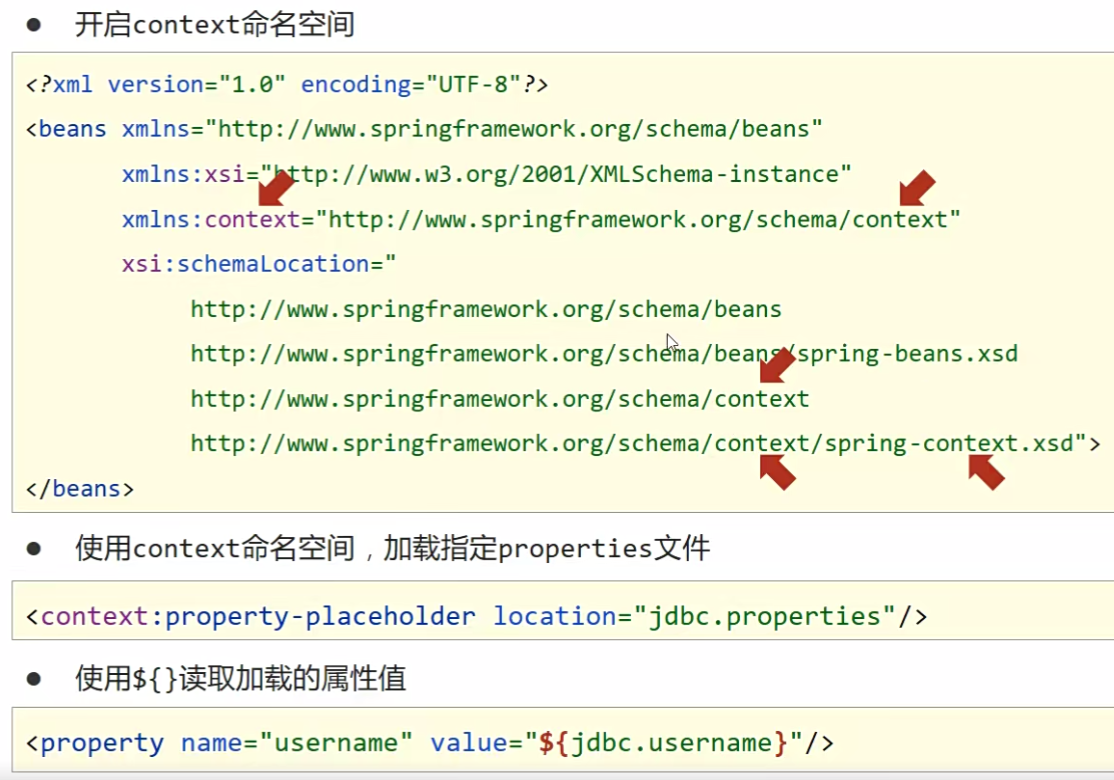 ● 开启context命名空间
<?xml version="1.0" encoding="UTF-8"?>
<beans xmlns="http://www.springframework.org/schema/beans"
xmlns:xsi="http://www.w3.org/2001/XMLSchema-instance"
xmlns:context="http://www.springframework.org/schema/context"
xsi:schemaLocation="
http://www.springframework.org/schema/beans
http://www.springframework.org/schema/beans/spring-beans.xsd
http://www.springframework.org/schema/context
http://www.springframework.org/schema/context/spring-context.xsd">
</beans>
● 使用context命名空间，加载指定properties文件
<context:property-placeholder location="jdbc.properties"/>
● 使用${}读取加载的属性值
<property name="username" value="${jdbc.username}"/>